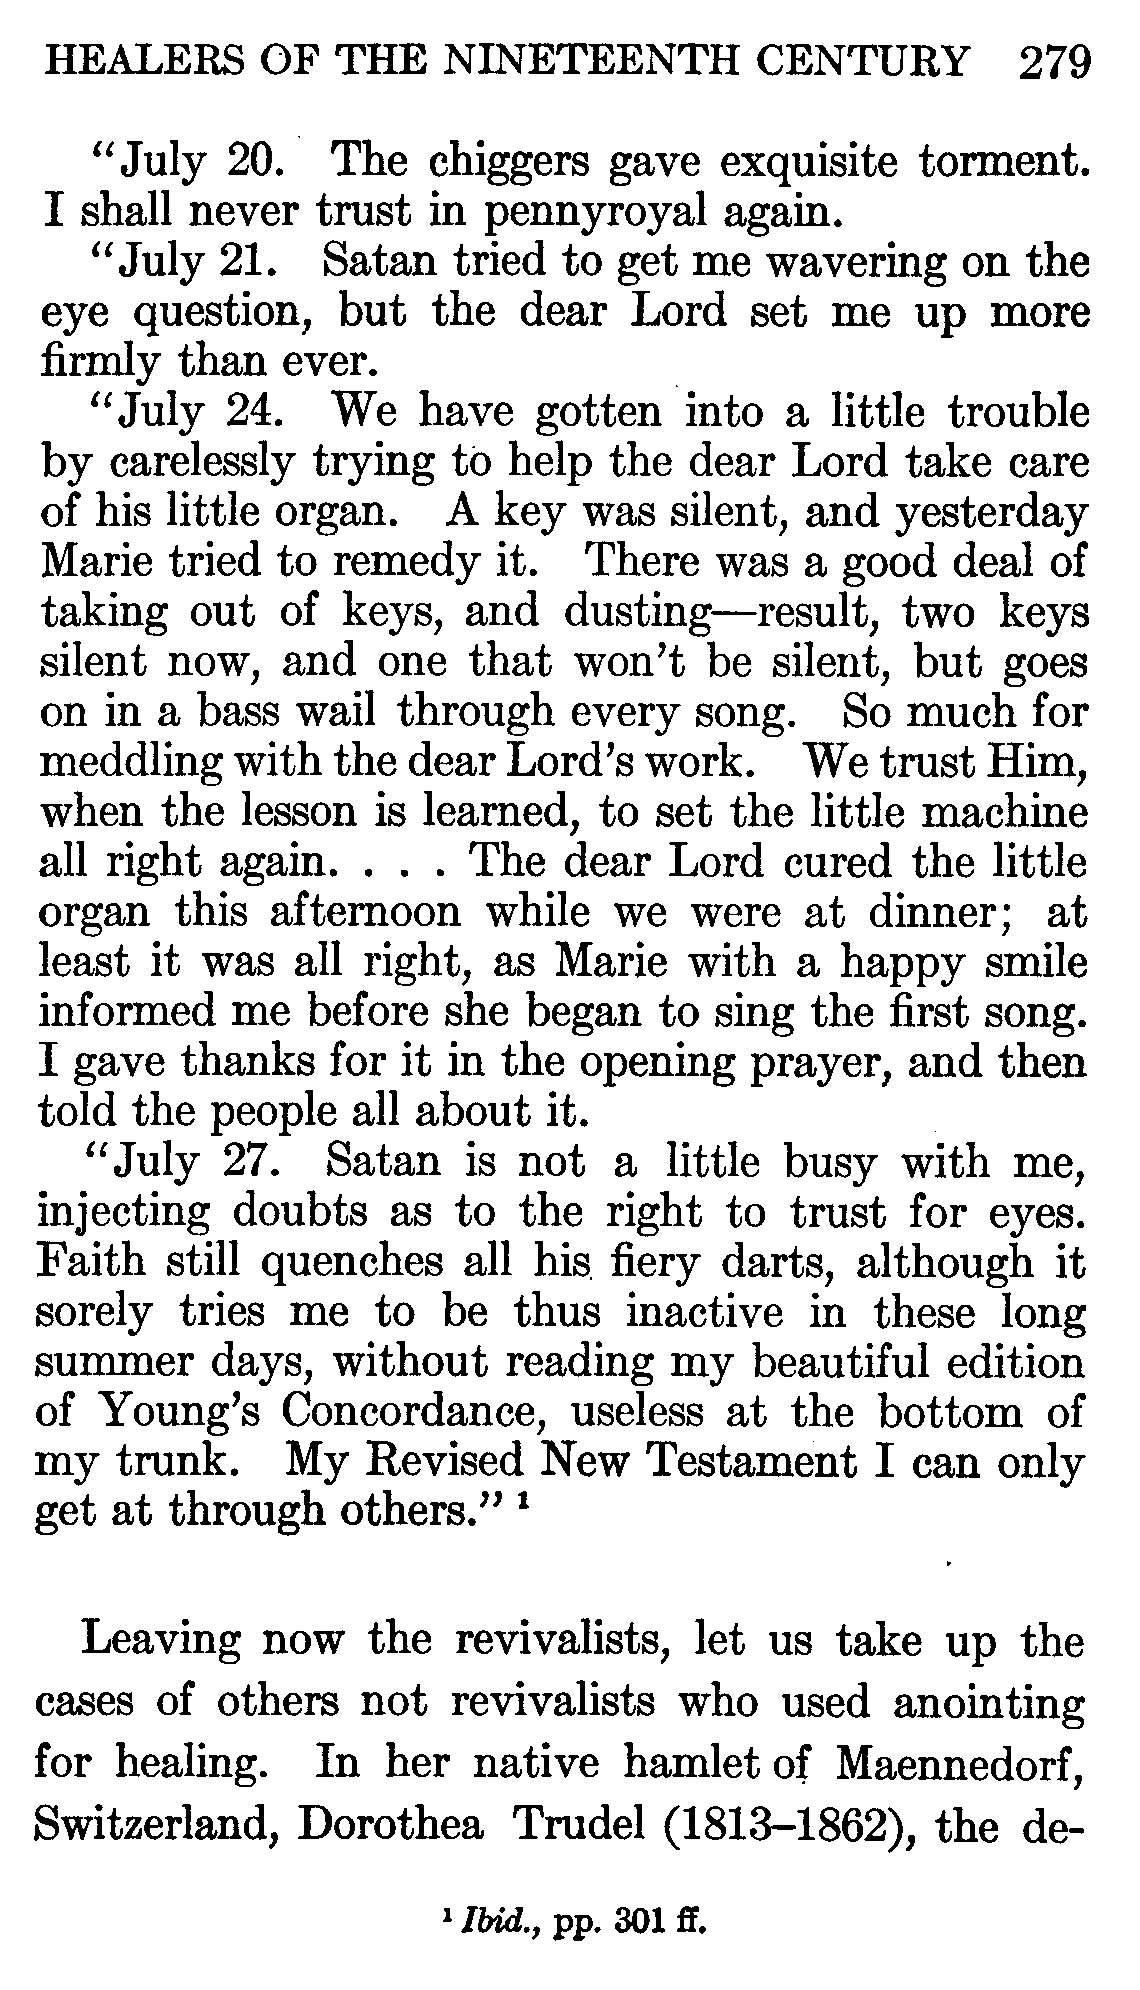 HEALERS OF THE NINETEENTH CENTURY 279
"July 20. The chiggers gave exquisite torment.
I shall never trust in pennyroyal again.
"July 21. Satan tried to get me wavering on the
eye question, but the dear Lord set me up more
firmly than ever.
"July 24. We have gotten into a little trouble
by carelessly trying to help the dear Lord take care
of his little organ. A key was silent, and yesterday
Marie tried to remedy it. There was a good deal of
taking out of keys, and dusting—result, two keys
silent now, and one that won't be silent, but goes
on in a bass wail through every song. So much for
meddling with the dear Lord's work. We trust Him,
when the lesson is learned, to set the little machine
all right again. . . . The dear Lord cured the little
organ this afternoon while we were at dinner; at
least it was all right, as Marie with a happy smile
informed me before she began to sing the first song.
I gave thanks for it in the opening prayer, and then
told the people all about it.
"July 27. Satan is not a little busy with me,
injecting doubts as to the right to trust for eyes.
Faith still quenches all his fiery darts, although it
sorely tries me to be thus inactive in these long
summer days, without reading my beautiful edition
of Young's Concordance, useless at the bottom of
my trunk. My Revised New Testament I can only
get at through others." ¹
Leaving now the revivalists, let us take up the
cases of others not revivalists who used anointing
for healing. In her native hamlet of Maennedorf,
Switzerland, Dorothea Trudel (1813–1862), the de-
¹ Ibid., pp. 301 ff.